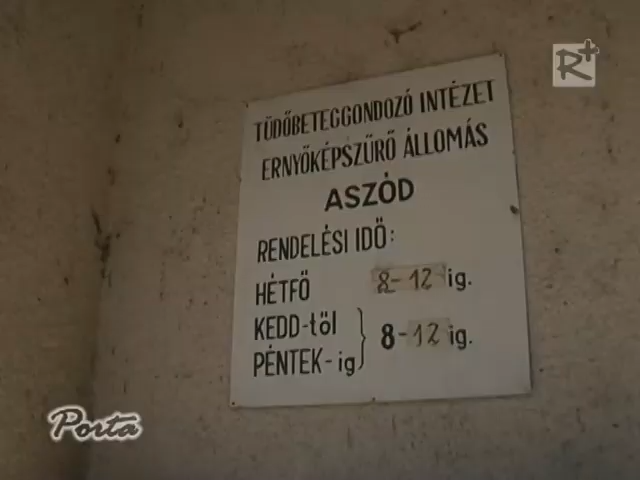 R+
TÜDŐBETEGGONDOZÓ INTÉZET
ERNYŐKÉPSZŰRŐ ÁLLOMÁS
ASZÓD
RENDELÉSI IDŐ:
HÉTFŐ 8-12 ig.
KEDD-től
PÉNTEK-ig } 8-12 ig.
Porta